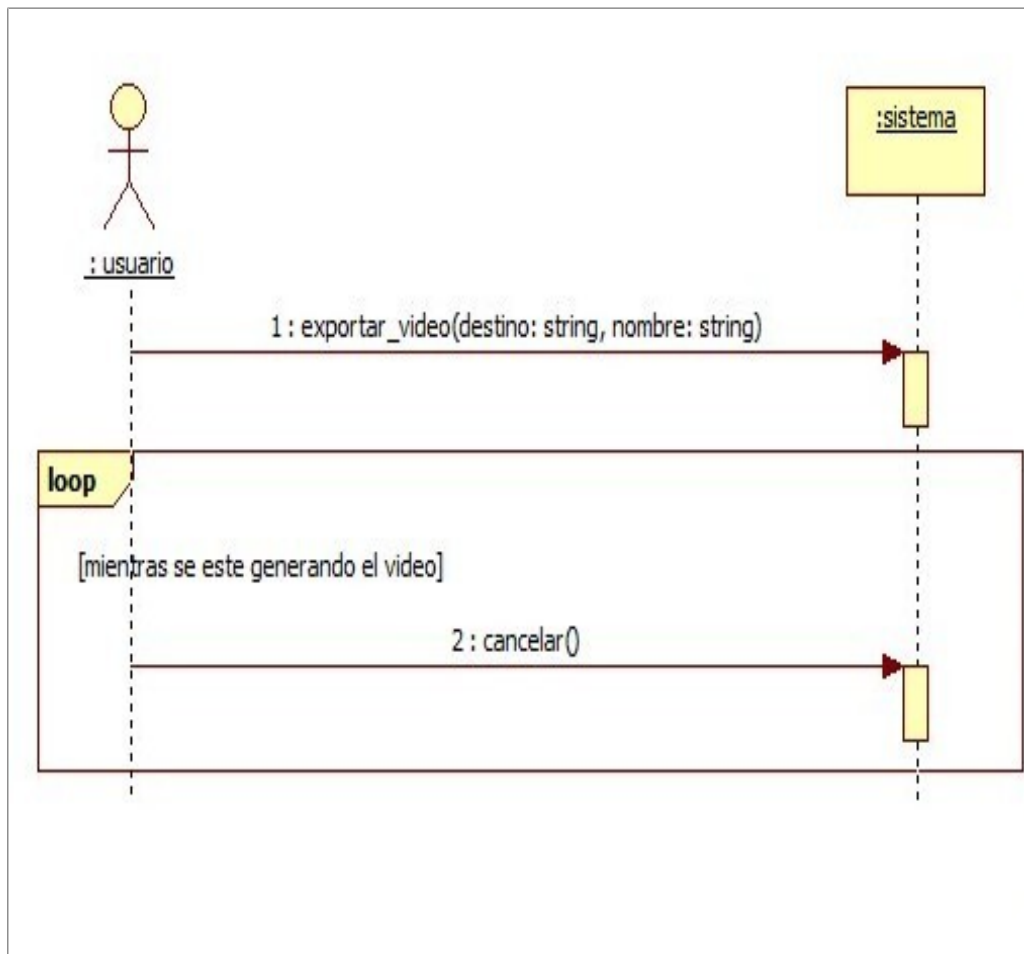 :sistema
: usuario
1 : exportar_video(destino: string, nombre: string)
loop
[mientras se este generando el video]
2 : cancelar()